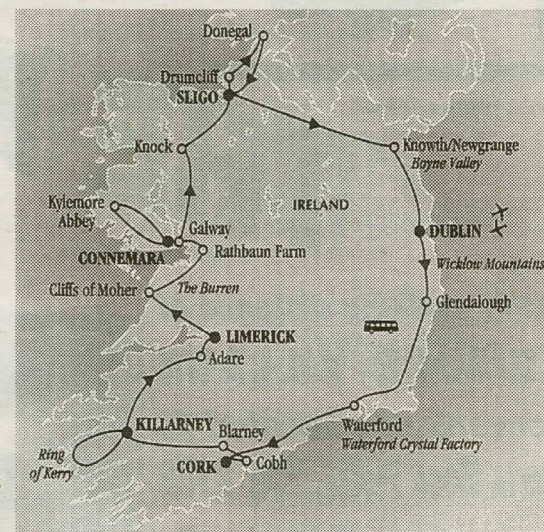 Donegal
Drumcliff
SLIGO
Knock
Knowth/Newgrange
Boyne Valley
Kylemore
Abbey
IRELAND
Galway
CONNEMARA
Rathbaun Farm
DUBLIN
Wicklow Mountains
Cliffs of Moher
The Burren
Glendalough
LIMERICK
Adare
KILLARNEY
Blarney
Waterford
Waterford Crystal Factory
Ring
of Kerry
CORK
Cobh